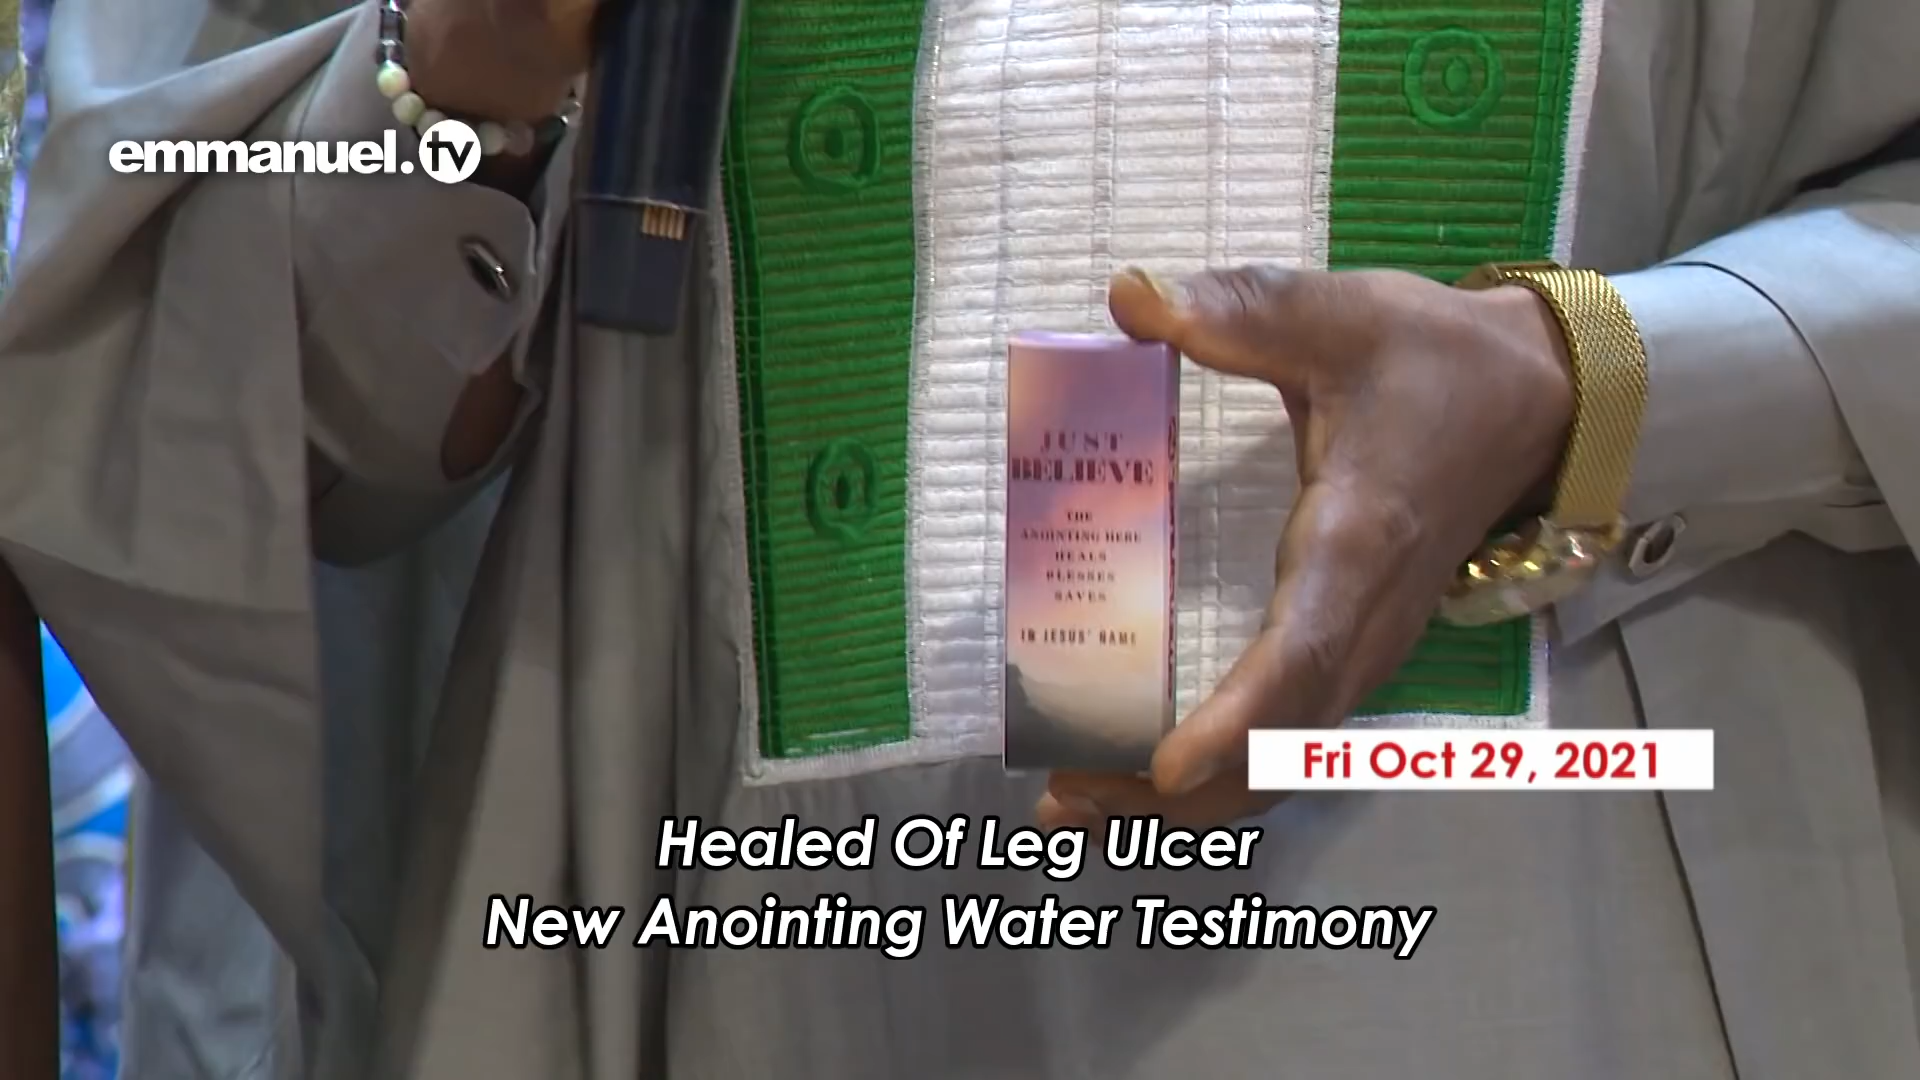 emmanuel.tv
JUST
BELIEVE
THE
ANOINTING HERE
HEALS
BLESSES
SAVES
IN JESUS' NAME
Fri Oct 29, 2021
Healed Of Leg Ulcer
New Anointing Water Testimony